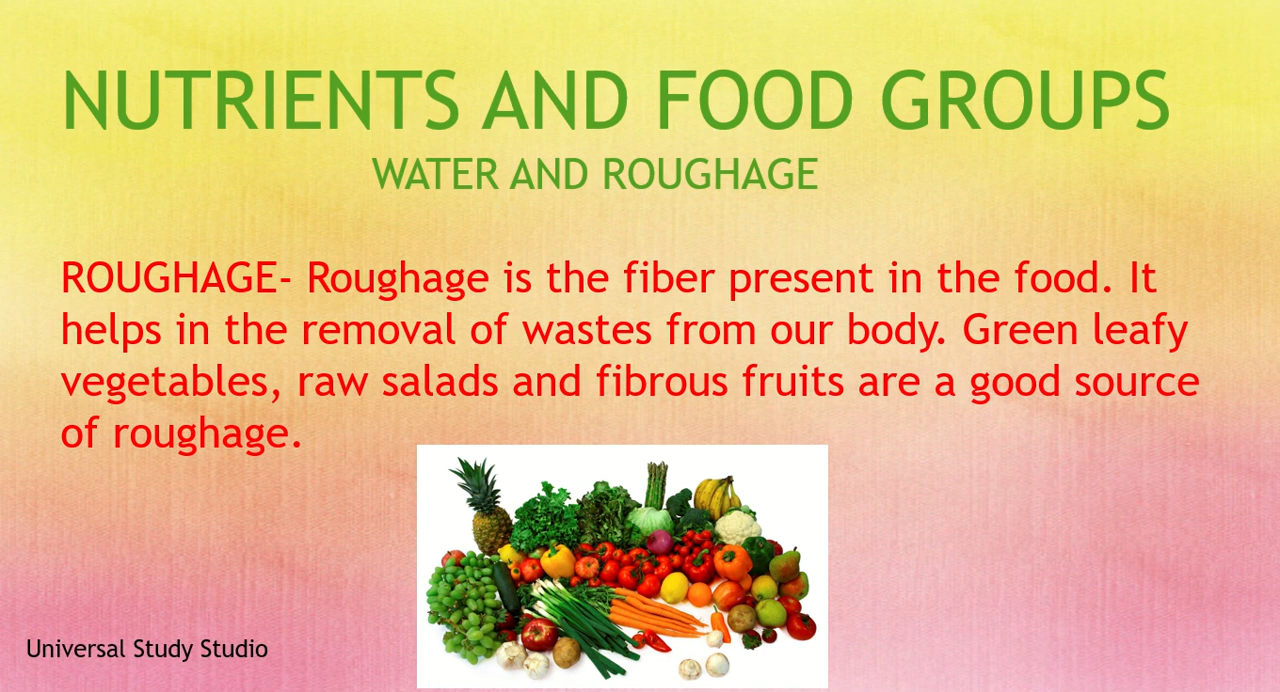 NUTRIENTS AND FOOD GROUPS
WATER AND ROUGHAGE
ROUGHAGE- Roughage is the fiber present in the food. It
helps in the removal of wastes from our body. Green leafy
vegetables, raw salads and fibrous fruits are a good source
of roughage.
Universal Study Studio